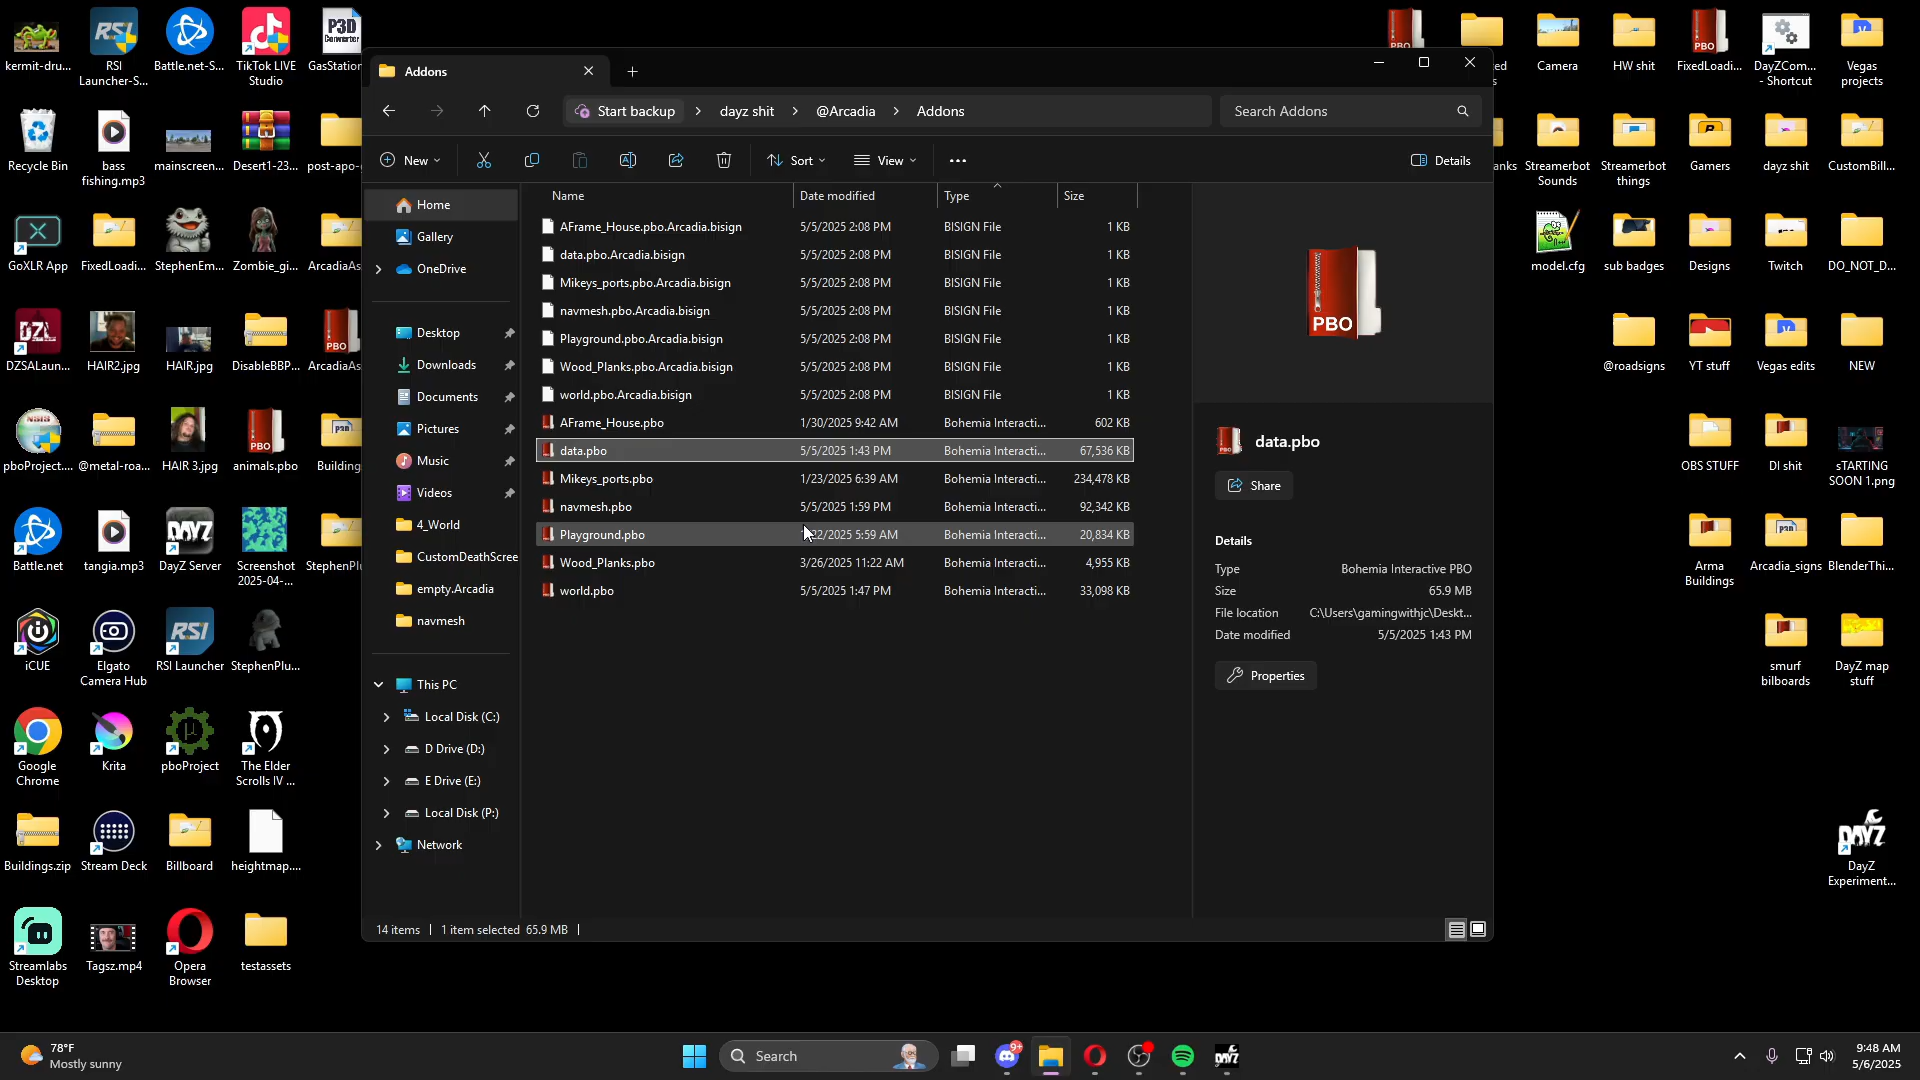 kermit-dru...
RSI
Launcher-S...
Battle.net-S...
TikTok LIVE
Studio
P3D
Converter
GasStation
Recycle Bin
bass
fishing.mp3
mainscreen...
Desert1-23...
post-apo-
GoXLR App
FixedLoadi...
StephenEm...
Zombie_gi...
ArcadiaAs
DZSALaun...
HAIR2.jpg
HAIR.jpg
DisableBBP...
ArcadiaAs
pboProject....
@metal-roa...
HAIR 3.jpg
animals.pbo
Building
Battle.net
tangia.mp3
DayZ Server
Screenshot
2025-04-...
StephenPl
iCUE
Elgato
Camera Hub
RSI Launcher
StephenPlu...
Google
Chrome
Krita
pboProject
The Elder
Scrolls IV ...
Buildings.zip
Stream Deck
Billboard
heightmap....
Streamlabs
Desktop
Tagsz.mp4
Opera
Browser
testassets
Addons
Start backup
dayz shit
@Arcadia
Addons
Search Addons
New
Sort
View
Details
Home
Gallery
OneDrive
Desktop
Downloads
Documents
Pictures
Music
Videos
4_World
CustomDeathScree
empty.Arcadia
navmesh
This PC
Local Disk (C:)
D Drive (D:)
E Drive (E:)
Local Disk (P:)
Network
Name Date modified Type Size
AFrame_House.pbo.Arcadia.bisign 5/5/2025 2:08 PM BISIGN File 1 KB
data.pbo.Arcadia.bisign 5/5/2025 2:08 PM BISIGN File 1 KB
Mikeys_ports.pbo.Arcadia.bisign 5/5/2025 2:08 PM BISIGN File 1 KB
navmesh.pbo.Arcadia.bisign 5/5/2025 2:08 PM BISIGN File 1 KB
Playground.pbo.Arcadia.bisign 5/5/2025 2:08 PM BISIGN File 1 KB
Wood_Planks.pbo.Arcadia.bisign 5/5/2025 2:08 PM BISIGN File 1 KB
world.pbo.Arcadia.bisign 5/5/2025 2:08 PM BISIGN File 1 KB
AFrame_House.pbo 1/30/2025 9:42 AM Bohemia Interacti... 602 KB
data.pbo 5/5/2025 1:43 PM Bohemia Interacti... 67,536 KB
Mikeys_ports.pbo 1/23/2025 6:39 AM Bohemia Interacti... 234,478 KB
navmesh.pbo 5/5/2025 1:59 PM Bohemia Interacti... 92,342 KB
Playground.pbo 22/2025 5:59 AM Bohemia Interacti... 20,834 KB
Wood_Planks.pbo 3/26/2025 11:22 AM Bohemia Interacti... 4,955 KB
world.pbo 5/5/2025 1:47 PM Bohemia Interacti... 33,098 KB
PBO
data.pbo
Share
Details
Type Bohemia Interactive PBO
Size 65.9 MB
File location C:\Users\gamingwithjc\Deskt...
Date modified 5/5/2025 1:43 PM
Properties
14 items
1 item selected 65.9 MB
PBO
ed
s
Camera
HW shit
FixedLoadi...
DayZCom...
- Shortcut
Vegas
projects
anks
Streamerbot
Sounds
Streamerbot
things
Gamers
dayz shit
CustomBill...
model.cfg
sub badges
Designs
Twitch
DO_NOT_D...
@roadsigns
YT stuff
Vegas edits
NEW
OBS STUFF
DI shit
sTARTING
SOON 1.png
Arma
Buildings
Arcadia_signs
BlenderThi...
smurf
bilboards
DayZ map
stuff
DayZ
Experiment...
78°F
Mostly sunny
Search
9+
9:48 AM
5/6/2025